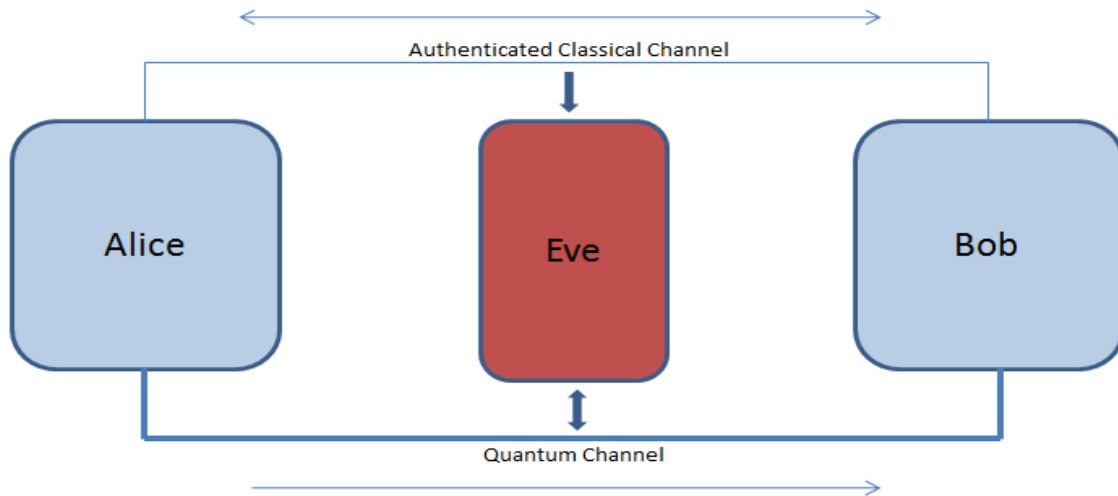 Authenticated Classical Channel
Alice
Eve
Bob
Quantum Channel